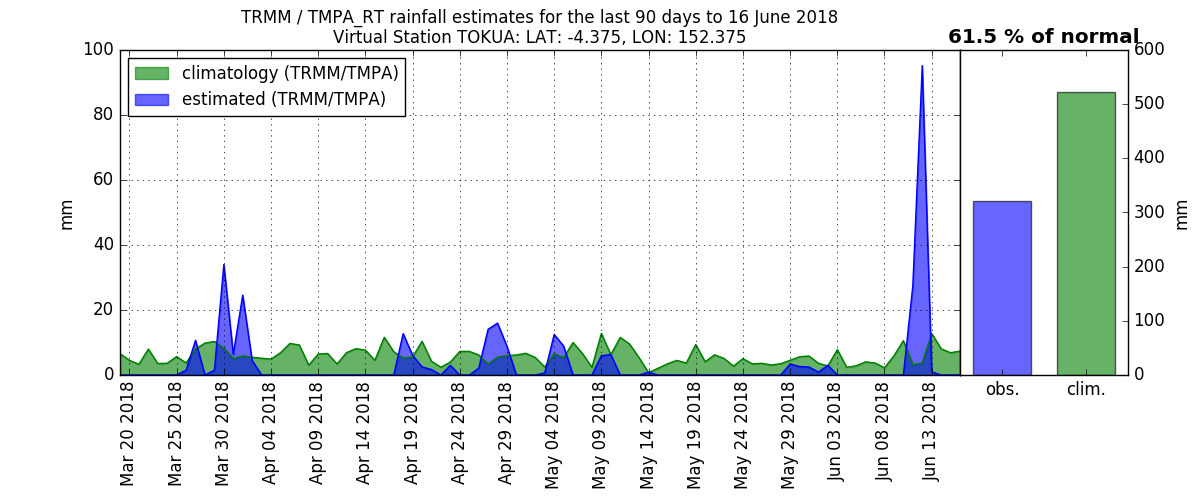 TRMM / TMPA_RT rainfall estimates for the last 90 days to 16 June 2018
Virtual Station TOKUA: LAT: -4.375, LON: 152.375
61.5 % of normal
climatology (TRMM/TMPA)
estimated (TRMM/TMPA)
mm
100
80
60
40
20
0
Mar 20 2018
Mar 25 2018
Mar 30 2018
Apr 04 2018
Apr 09 2018
Apr 14 2018
Apr 19 2018
Apr 24 2018
Apr 29 2018
May 04 2018
May 09 2018
May 14 2018
May 19 2018
May 24 2018
May 29 2018
Jun 03 2018
Jun 08 2018
Jun 13 2018
obs.
clim.
600
500
400
300
200
100
0
mm